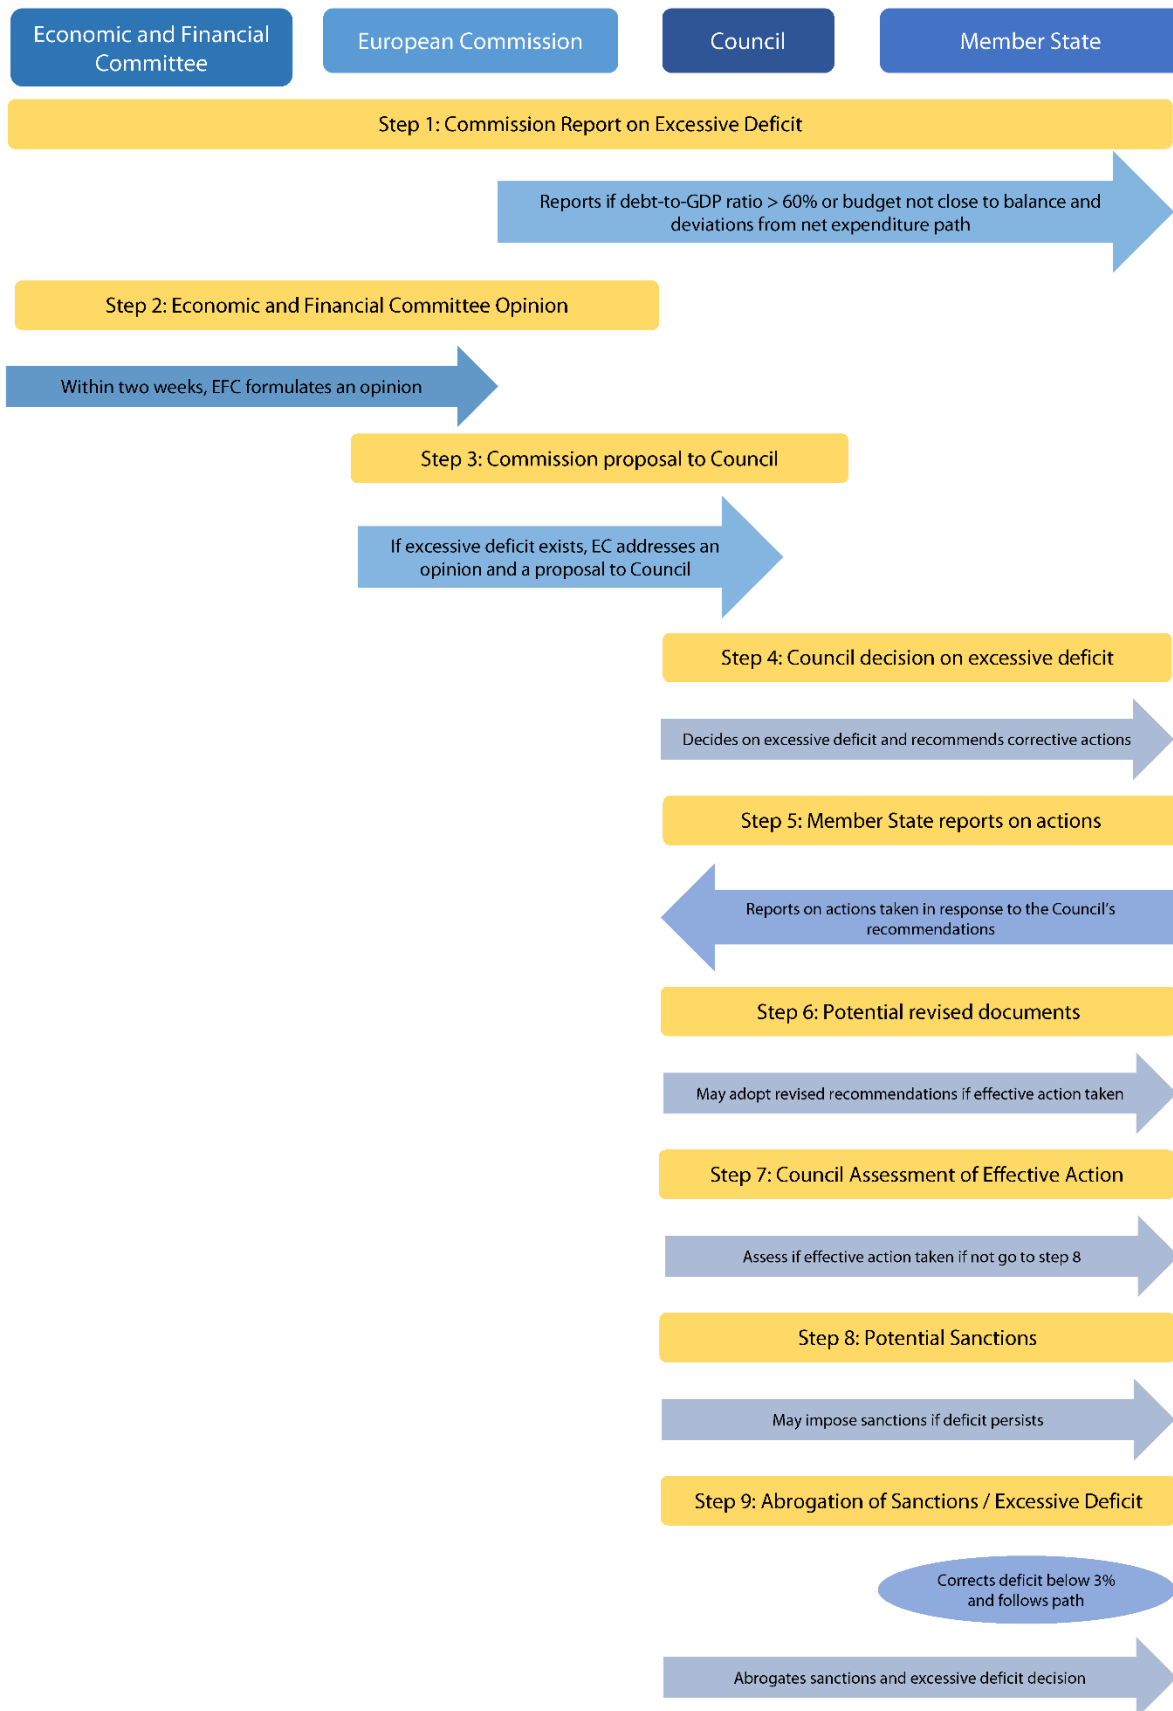 Economic and Financial
Committee
European Commission
Council
Member State
Step 1: Commission Report on Excessive Deficit
Reports if debt-to-GDP ratio > 60% or budget not close to balance and
deviations from net expenditure path
Step 2: Economic and Financial Committee Opinion
Within two weeks, EFC formulates an opinion
Step 3: Commission proposal to Council
If excessive deficit exists, EC addresses an
opinion and a proposal to Council
Step 4: Council decision on excessive deficit
Decides on excessive deficit and recommends corrective actions
Step 5: Member State reports on actions
Reports on actions taken in response to the Council’s
recommendations
Step 6: Potential revised documents
May adopt revised recommendations if effective action taken
Step 7: Council Assessment of Effective Action
Assess if effective action taken if not go to step 8
Step 8: Potential Sanctions
May impose sanctions if deficit persists
Step 9: Abrogation of Sanctions / Excessive Deficit
Corrects deficit below 3%
and follows path
Abrogates sanctions and excessive deficit decision